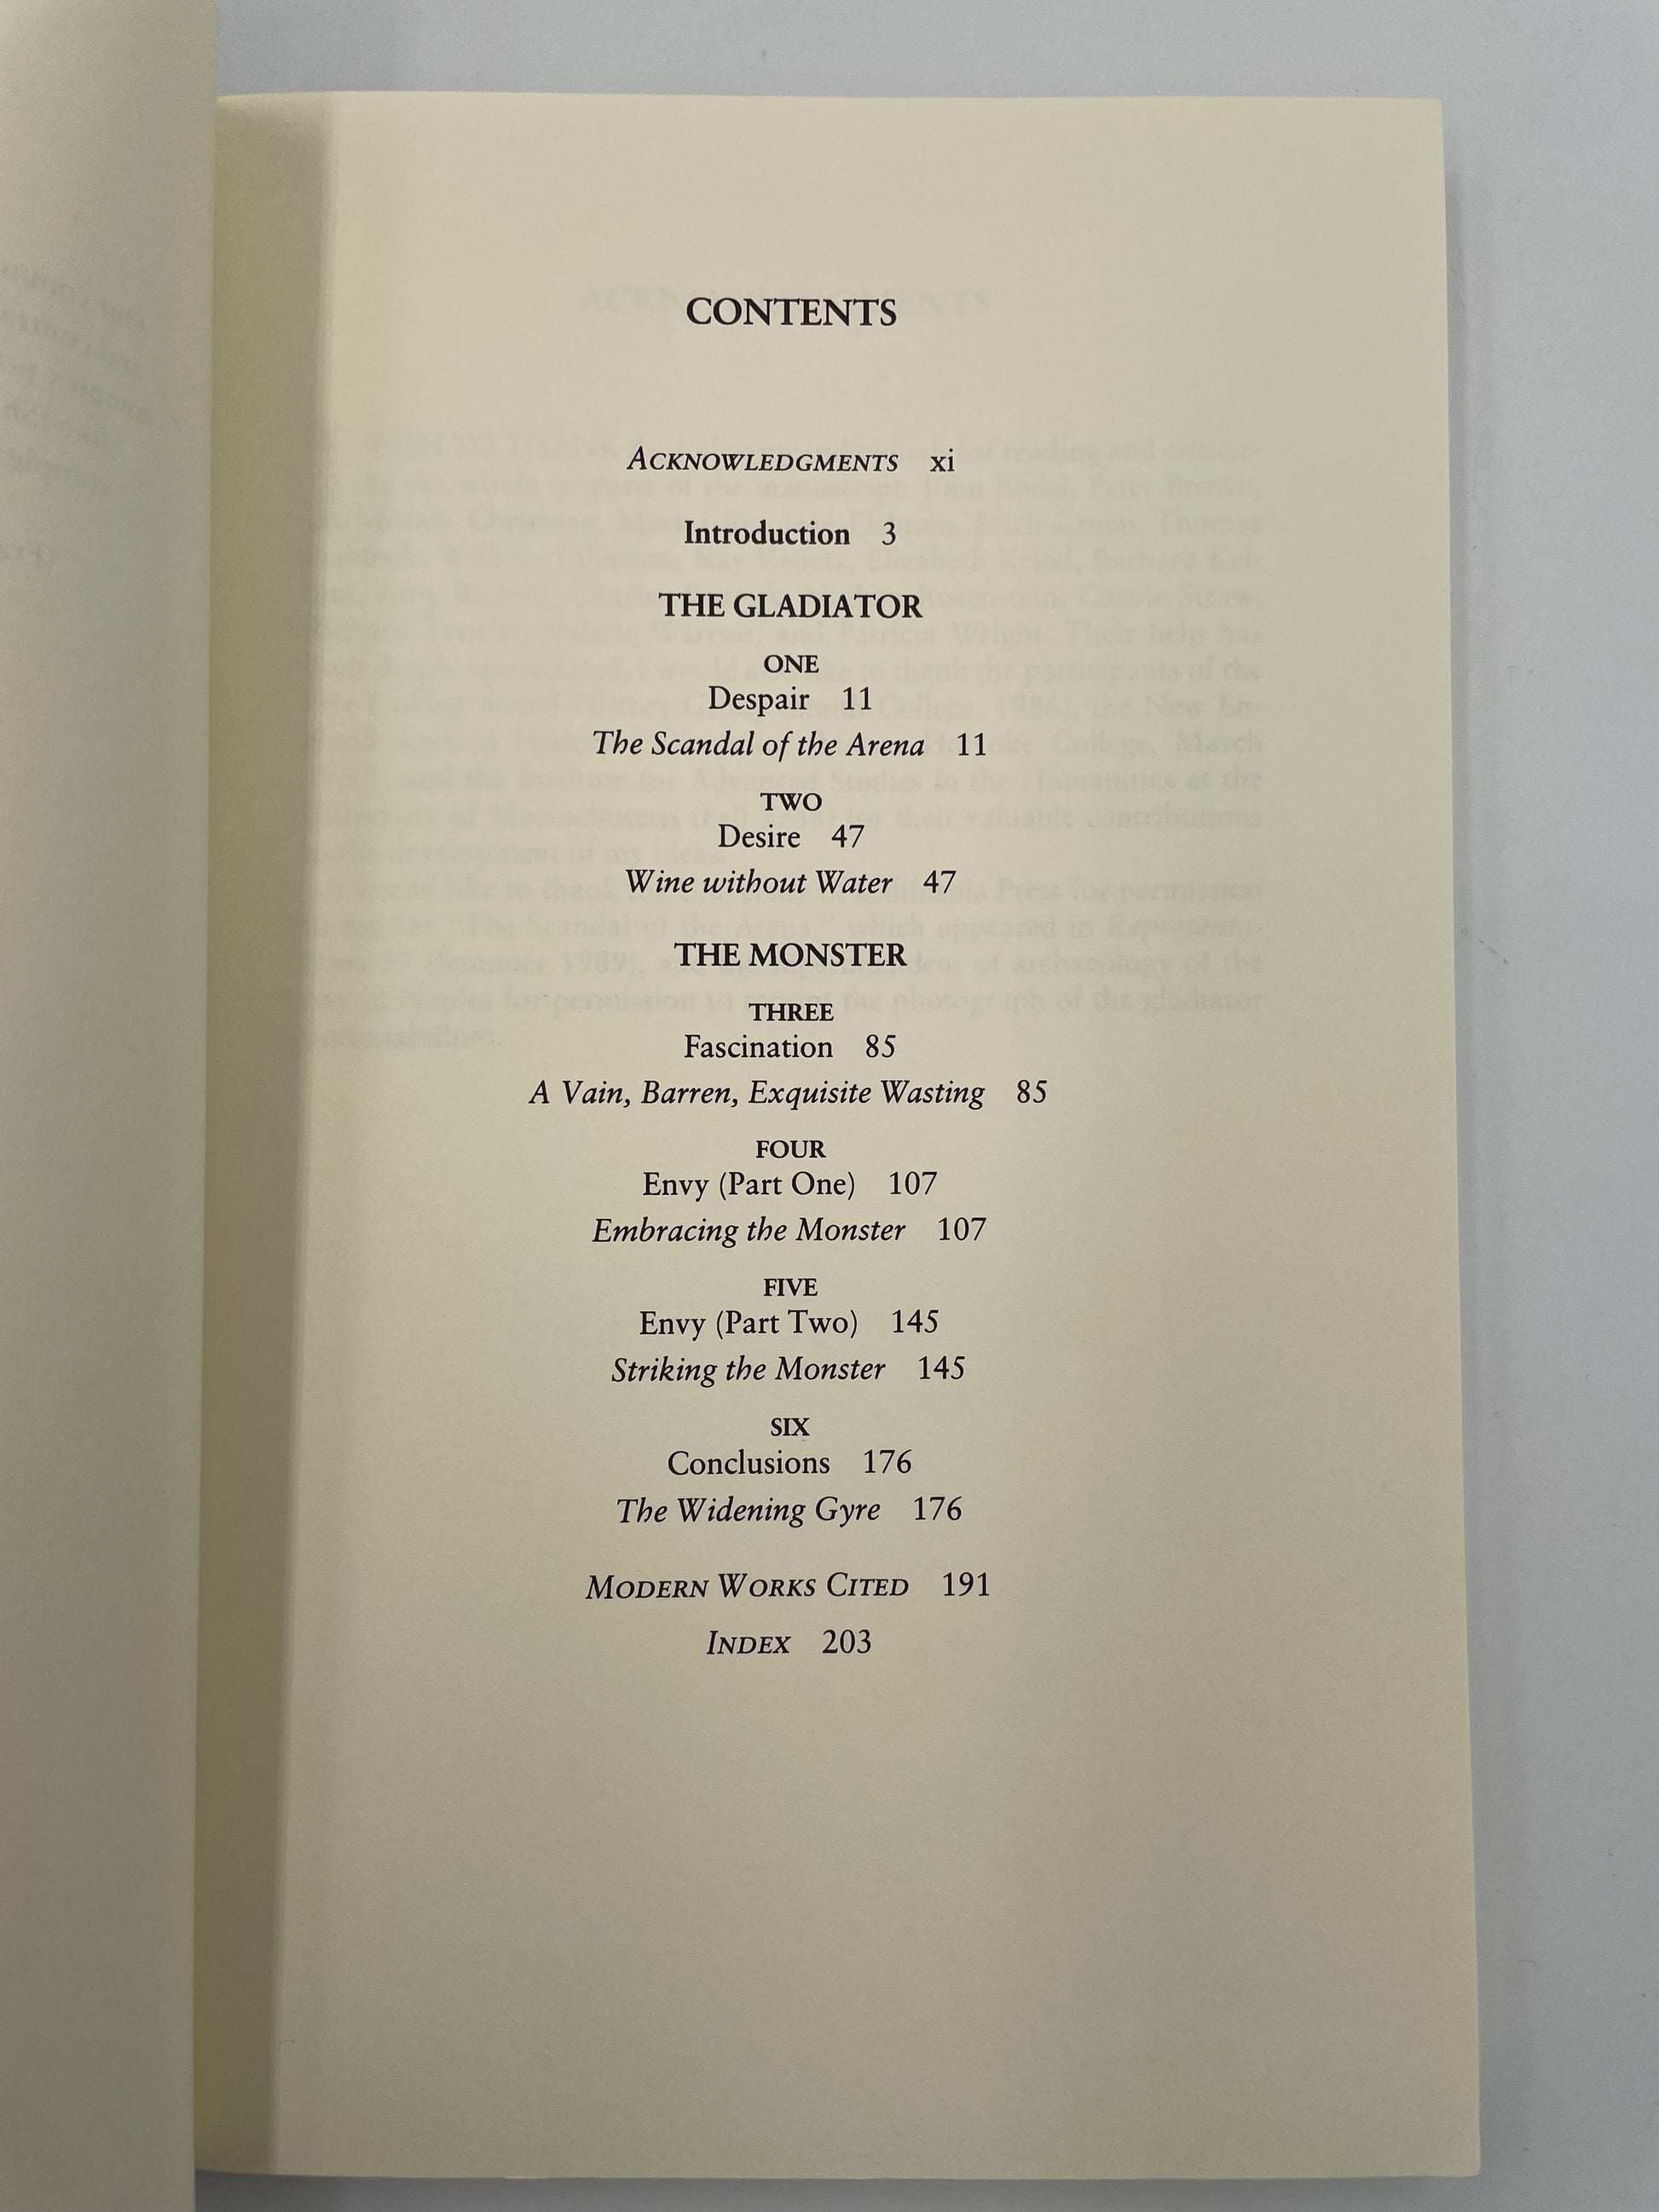 CONTENTS
ACKNOWLEDGMENTS xi
Introduction 3
THE GLADIATOR
ONE
Despair 11
The Scandal of the Arena 11
TWO
Desire 47
Wine without Water 47
THE MONSTER
THREE
Fascination 85
A Vain, Barren, Exquisite Wasting 85
FOUR
Envy (Part One) 107
Embracing the Monster 107
FIVE
Envy (Part Two) 145
Striking the Monster 145
SIX
Conclusions 176
The Widening Gyre 176
MODERN WORKS CITED 191
INDEX 203